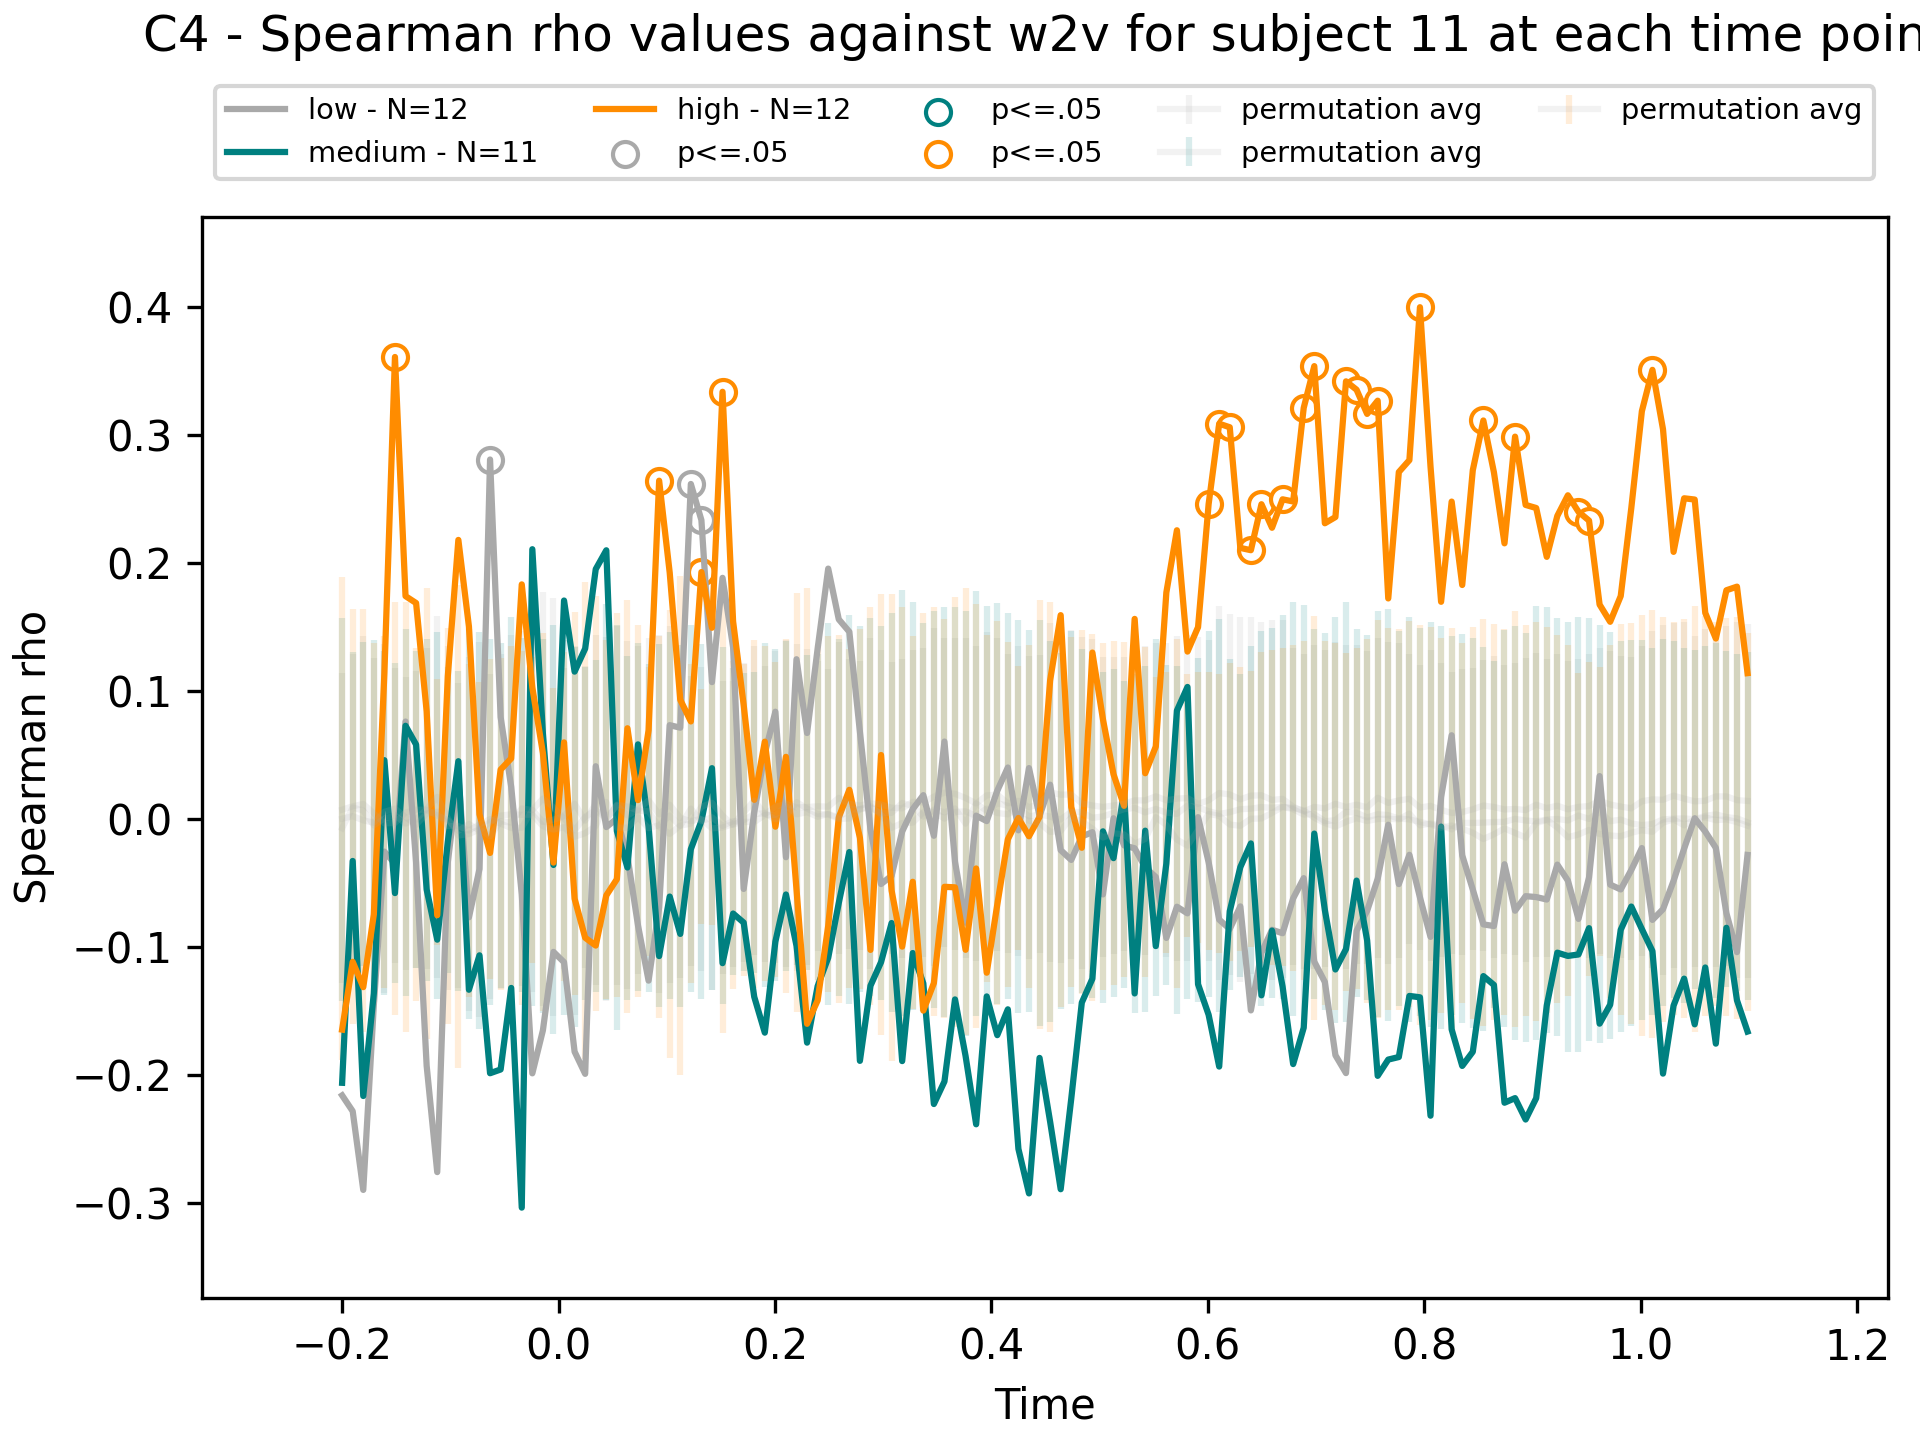 C4 - Spearman rho values against w2v for subject 11 at each time poin
low - N=12 high - N=12 p<=.05 permutation avg permutation avg
medium - N=11 p<=.05 p<=.05 permutation avg
0.4
0.3
0.2
0.1
0.0
−0.1
−0.2
−0.3
Spearman rho
−0.2 0.0 0.2 0.4 0.6 0.8 1.0 1.2
Time